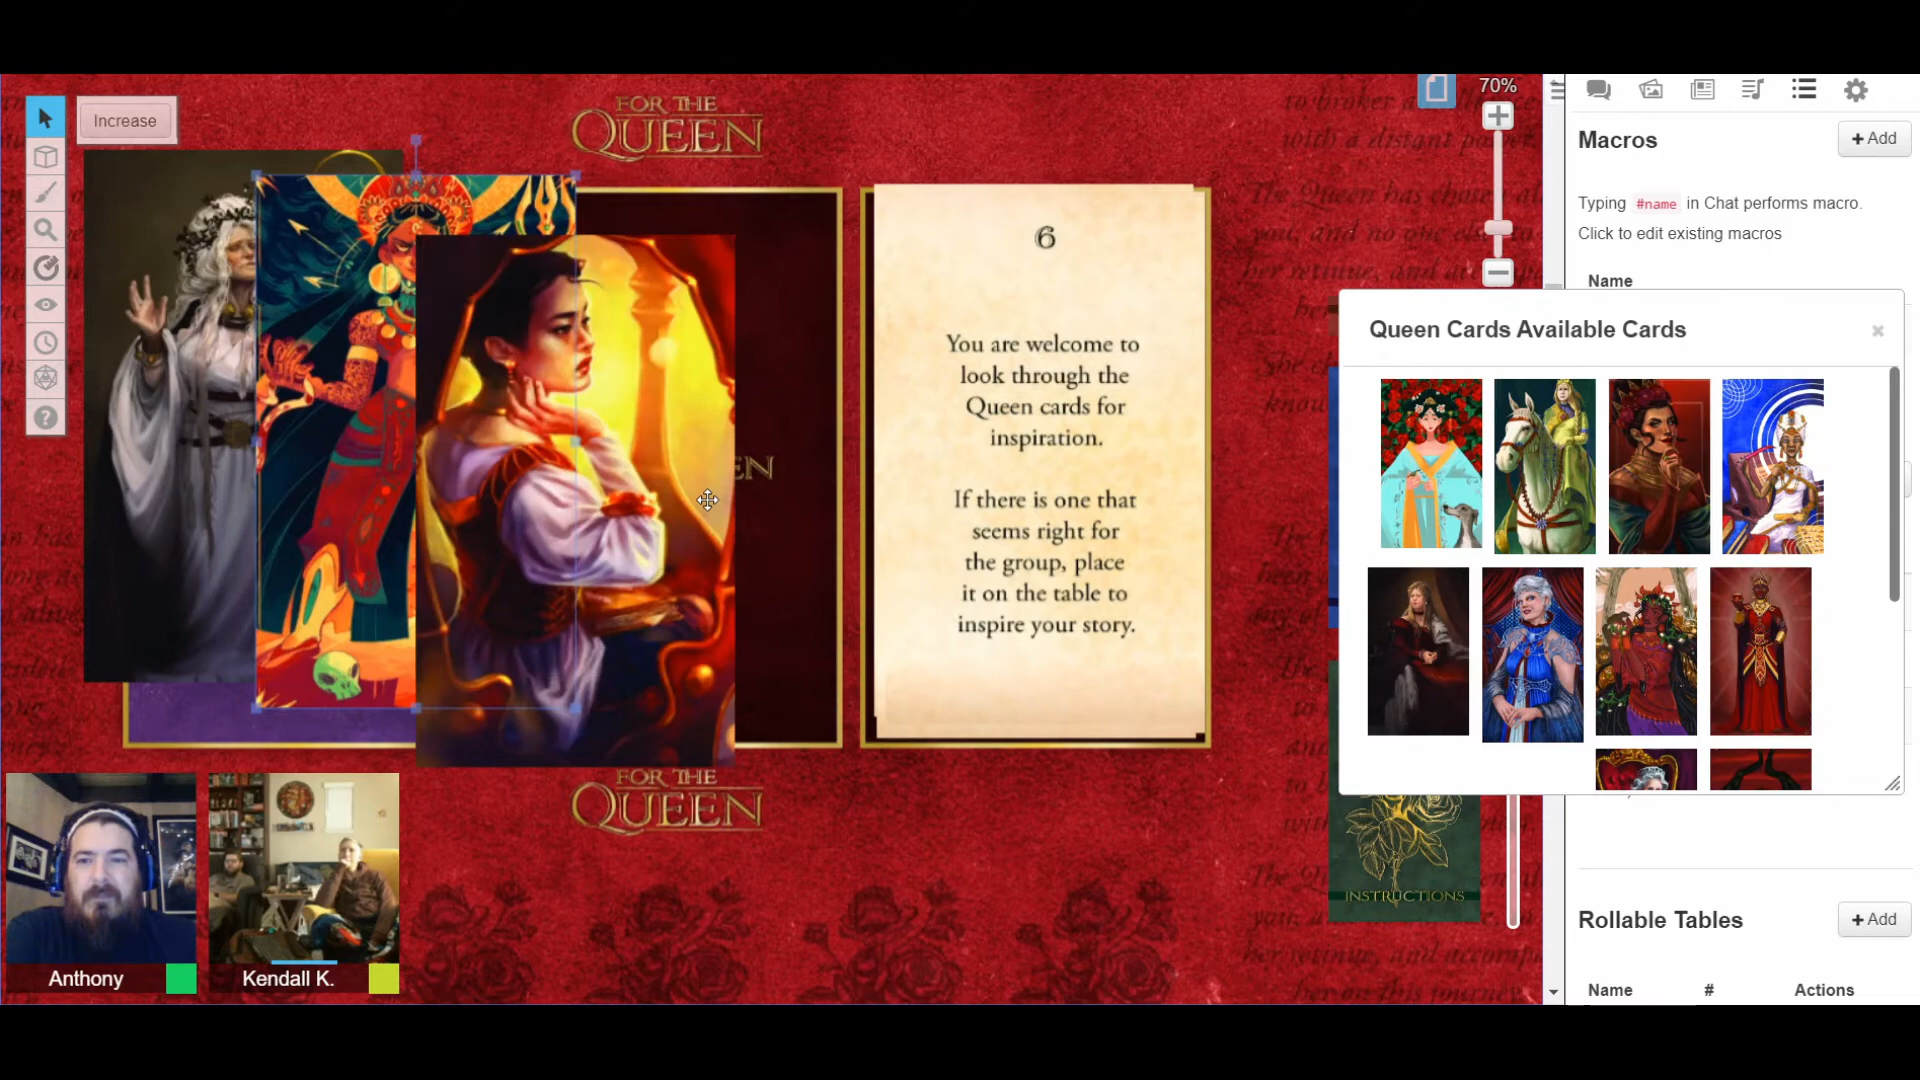 FOR THE
QUEEN
70%
Increase
Macros
+ Add
Typing #name in Chat performs macro.
Click to edit existing macros
Name
6
You are welcome to
look through the
Queen cards for
inspiration.
If there is one that
seems right for
the group, place
it on the table to
inspire your story.
Queen Cards Available Cards
FOR THE
QUEEN
INSTRUCTIONS
Rollable Tables
+ Add
Name # Actions
Anthony
Kendall K.